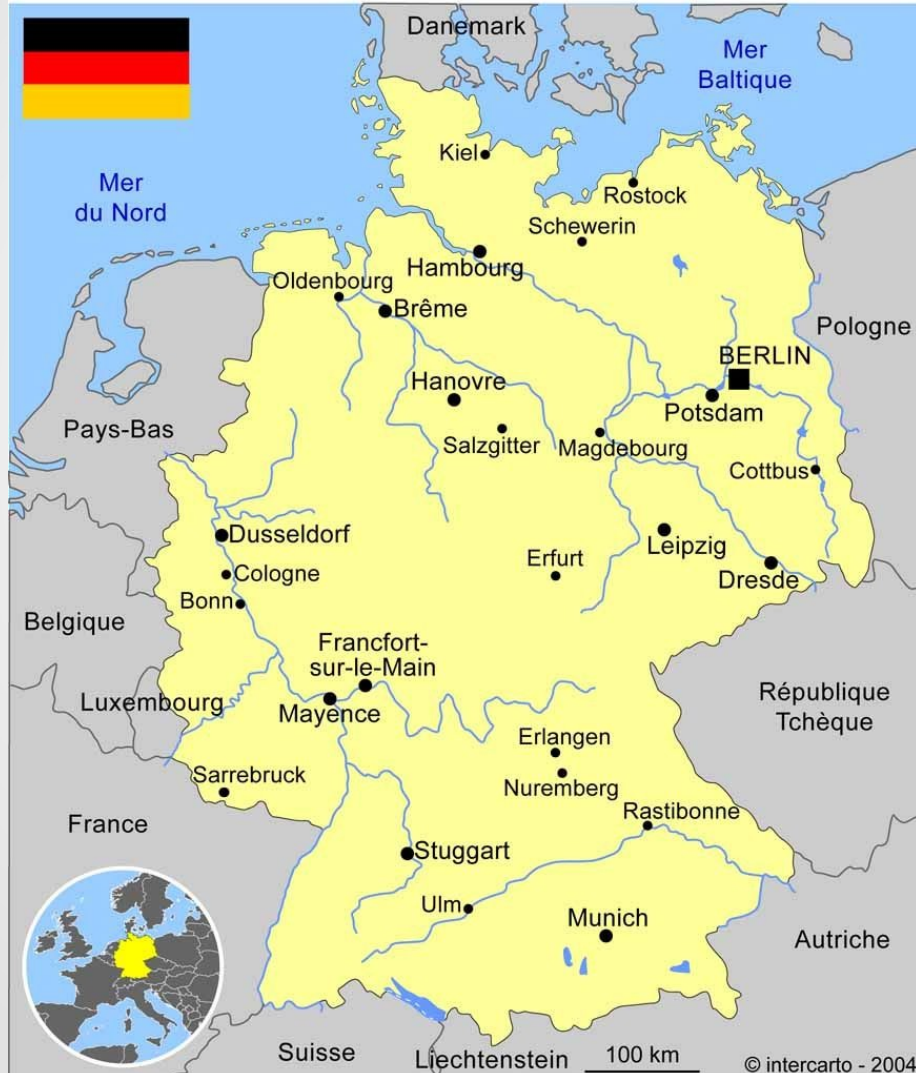 Danemark
Mer
Baltique
Kiel
Mer
du Nord
Rostock
Schewerin
Hambourg
Oldenbourg
Brême
Pologne
BERLIN
Hanovre
Potsdam
Pays-Bas
Salzgitter
Magdebourg
Cottbus
Dusseldorf
Leipzig
Erfurt
Dresde
Cologne
Bonn
Belgique
Francfort-
sur-le-Main
Luxembourg
Mayence
République
Tchèque
Erlangen
Sarrebruck
Nuremberg
Rastibonne
France
Stuggart
Ulm
Munich
Autriche
Suisse
Liechtenstein
100 km
© intercarto - 2004